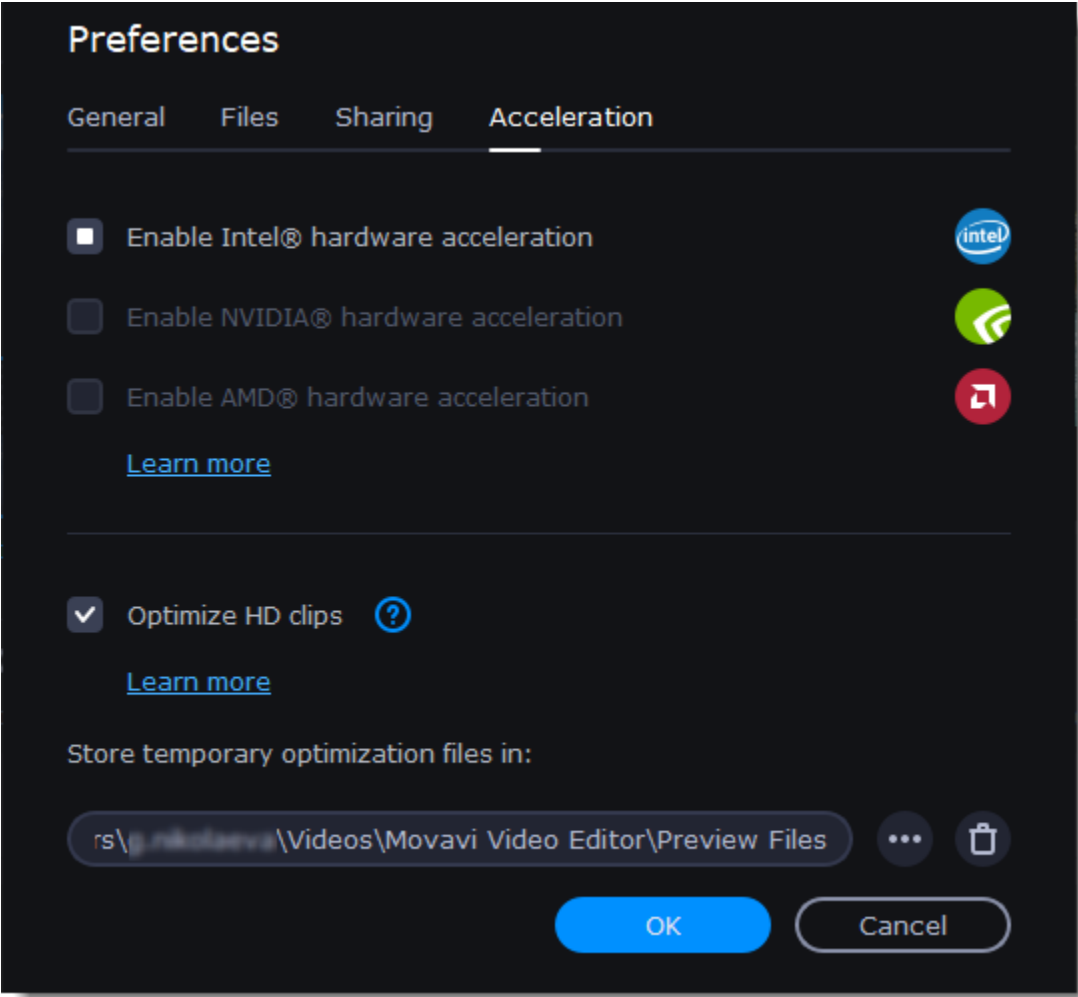 Preferences
General Files Sharing Acceleration
Enable Intel® hardware acceleration
intel
Enable NVIDIA® hardware acceleration
Enable AMD® hardware acceleration
Learn more
Optimize HD clips ?
Learn more
Store temporary optimization files in:
rs\ \Videos\Movavi Video Editor\Preview Files
OK Cancel